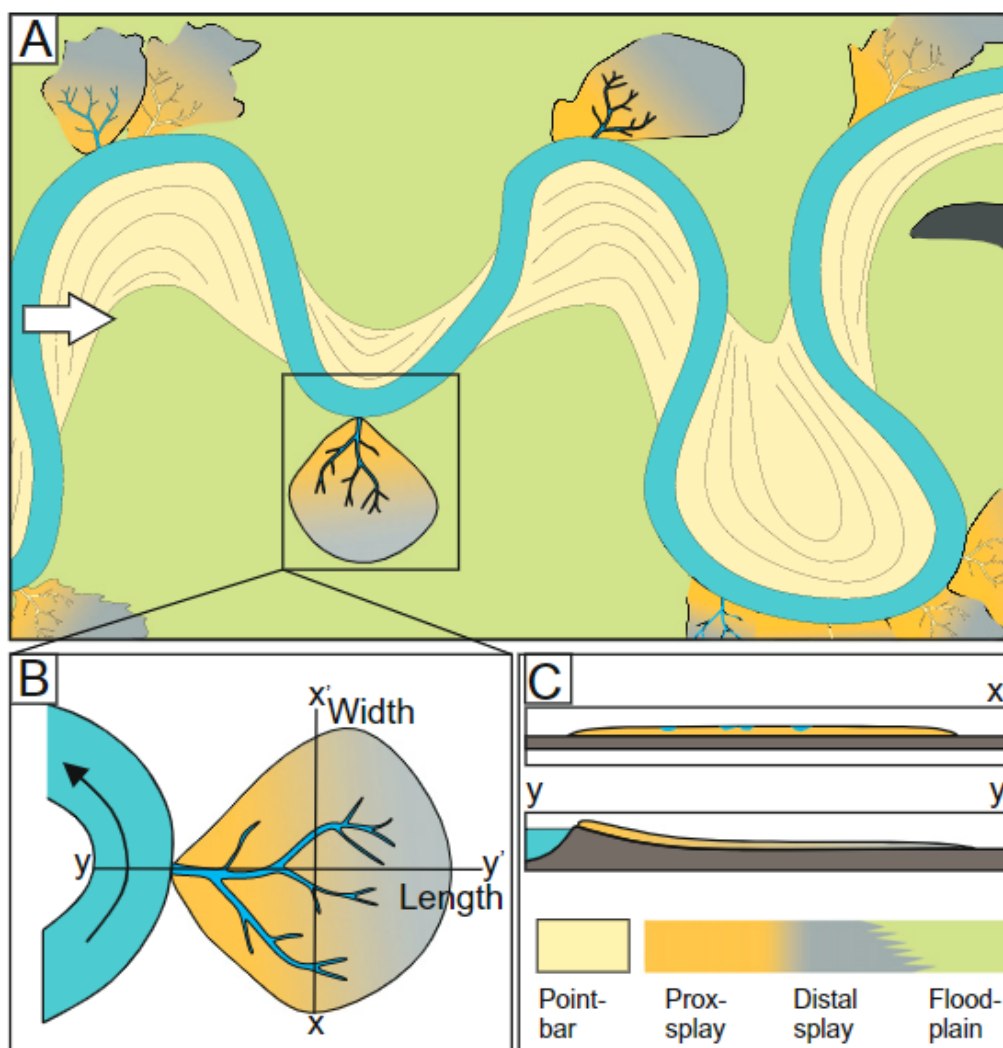 A
B
x'
Width
y
y'
Length
x
C
x
y
y
Point-
bar
Prox-
splay
Distal
splay
Flood-
plain